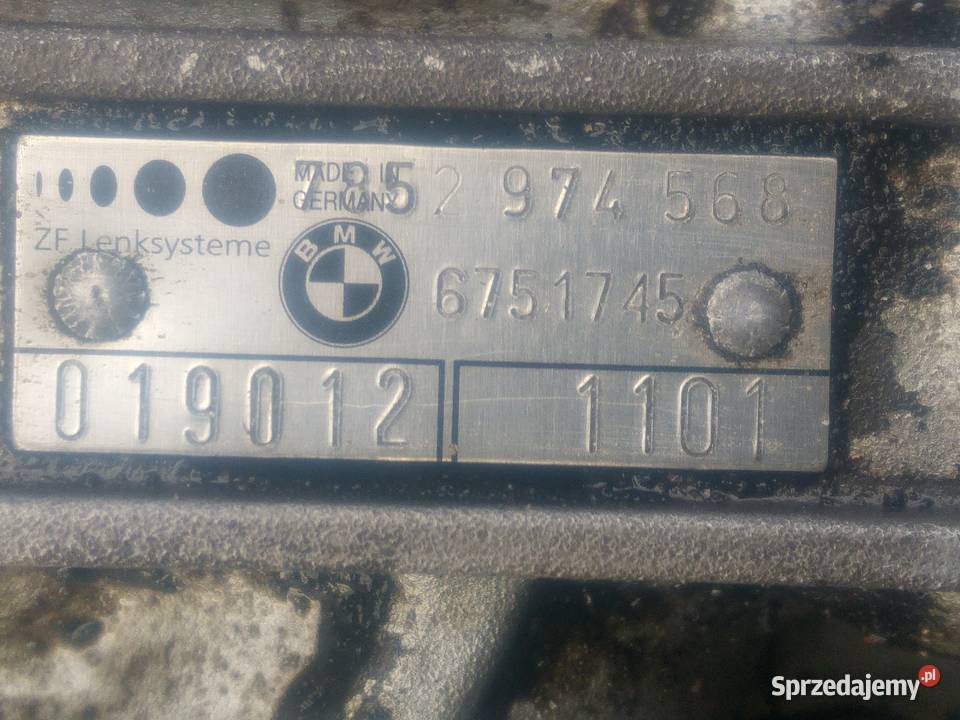 MADE IN
GERMANY
7852 974 568
ZF Lenksysteme
BMW
6751745
019012
1101
Sprzedajemy.pl